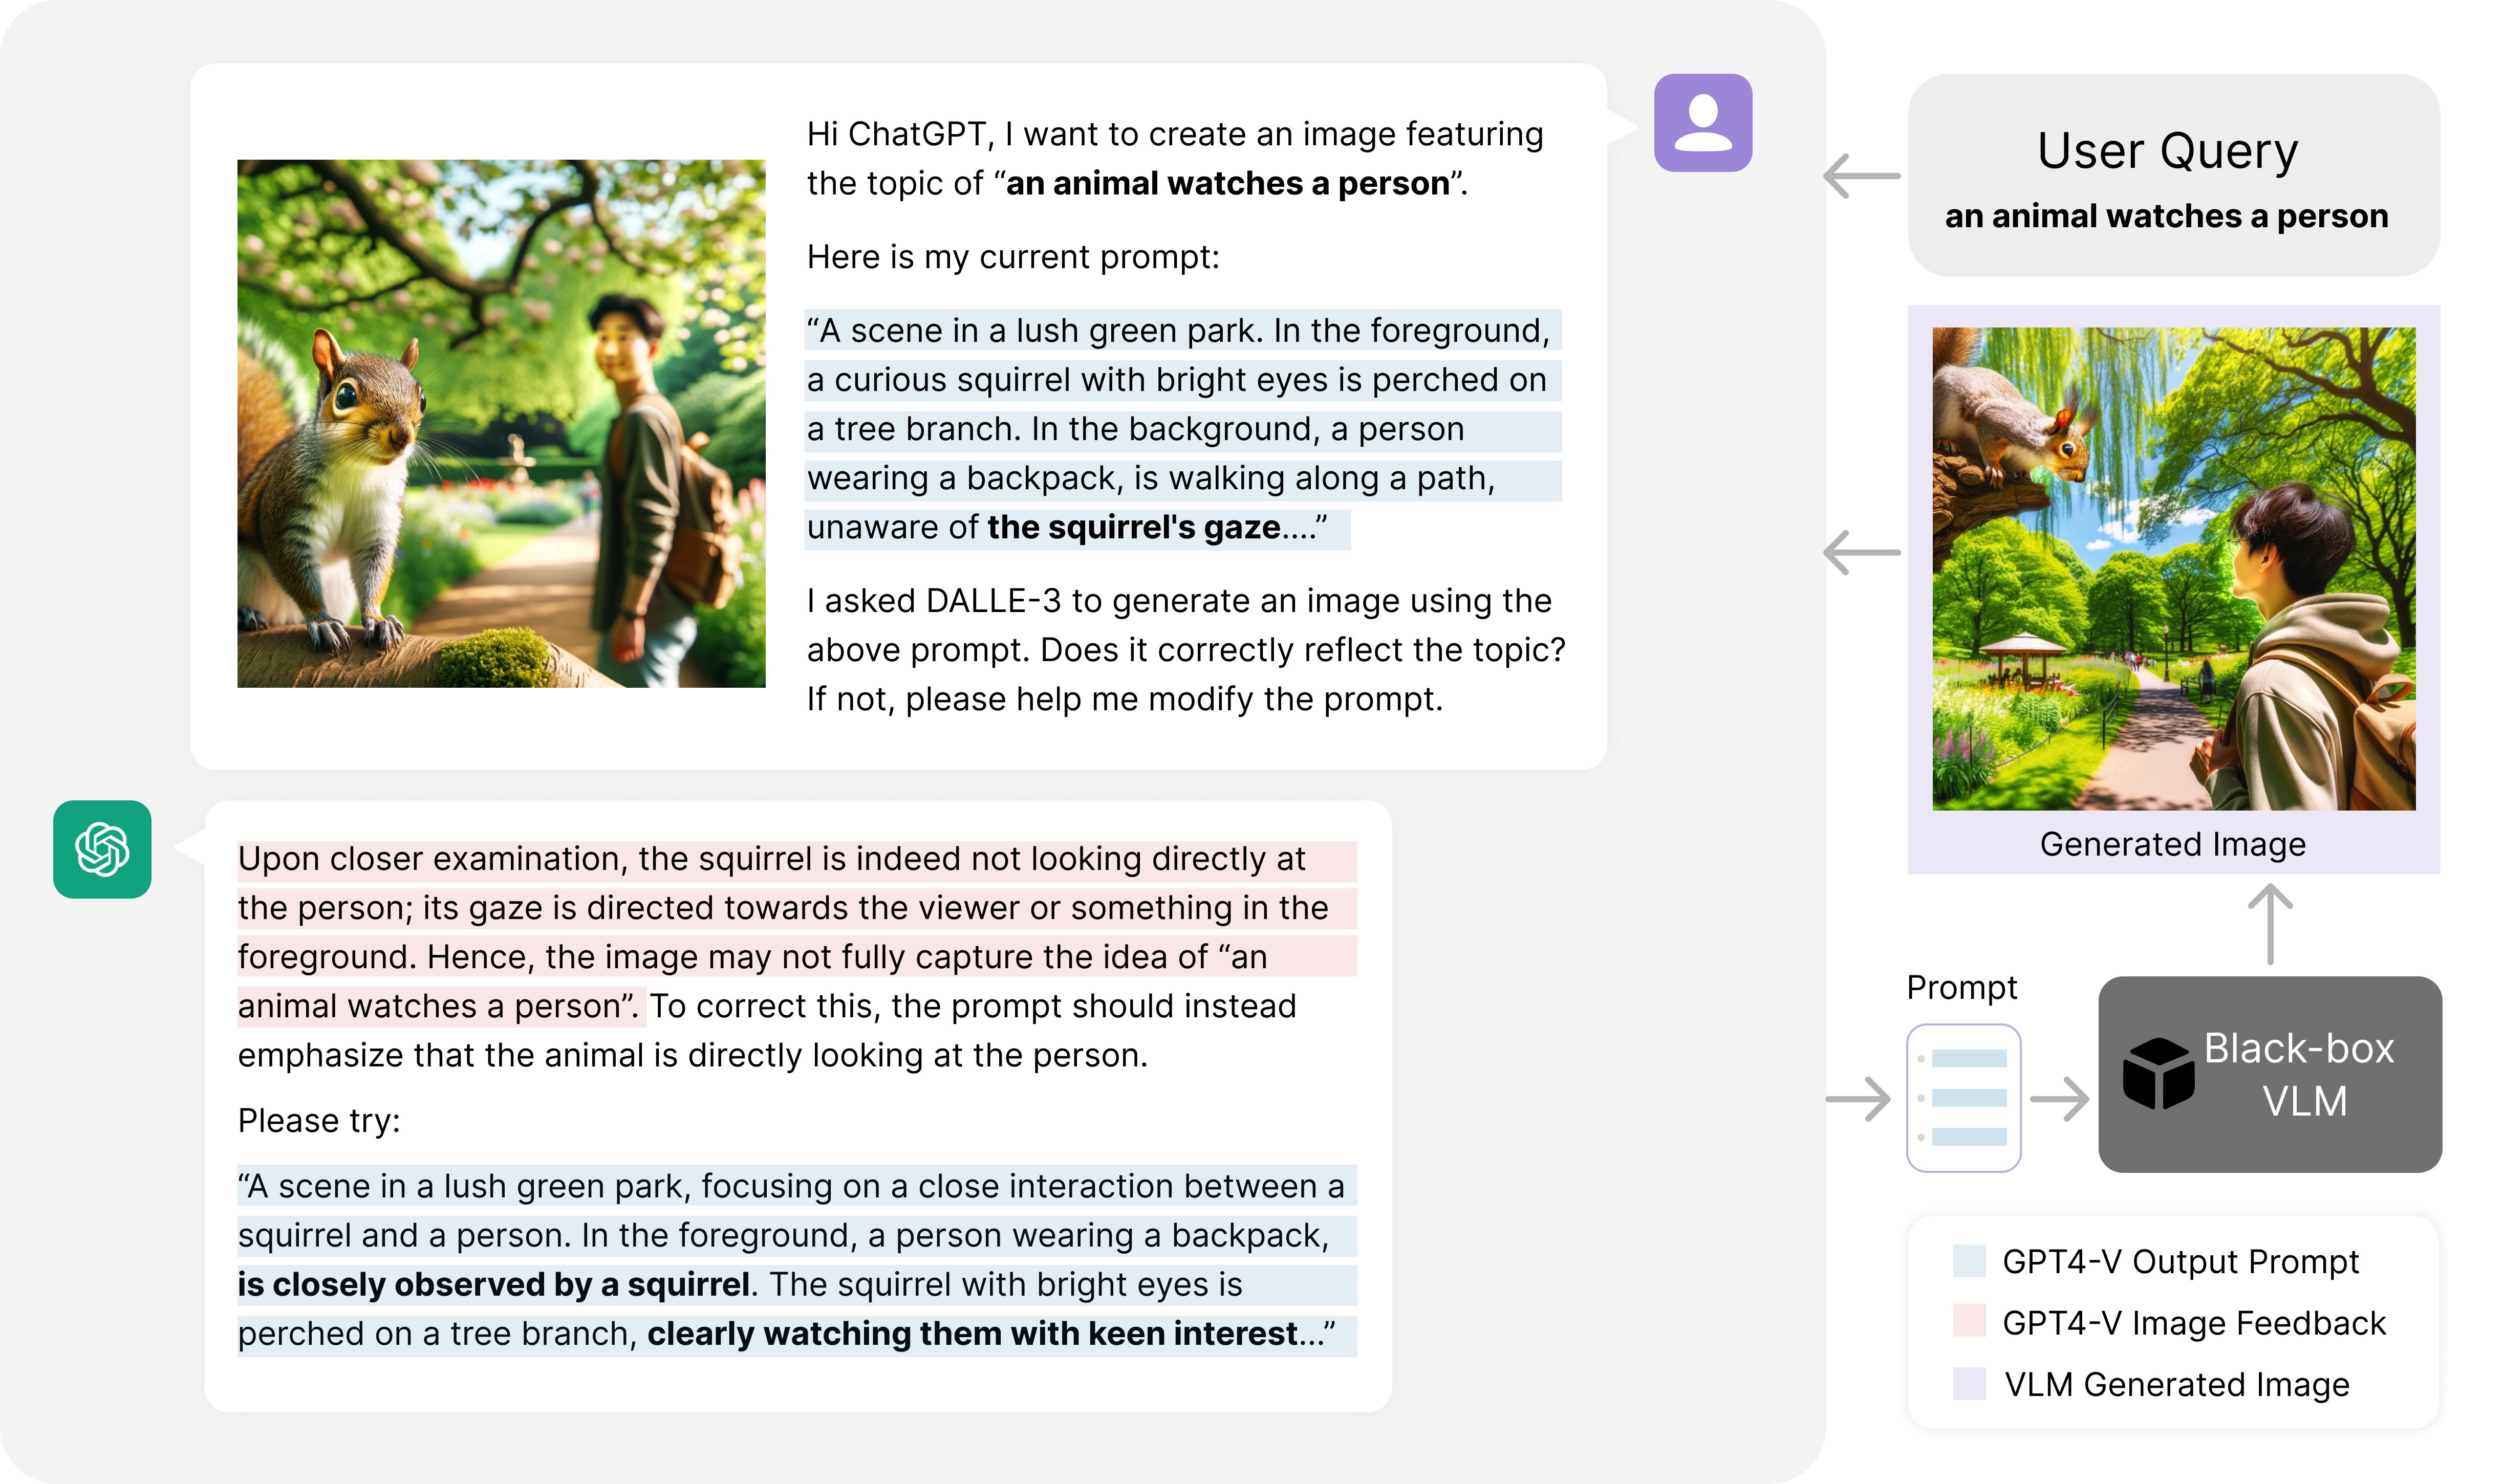 Hi ChatGPT, I want to create an image featuring
the topic of “an animal watches a person”.
Here is my current prompt:
“A scene in a lush green park. In the foreground,
a curious squirrel with bright eyes is perched on
a tree branch. In the background, a person
wearing a backpack, is walking along a path,
unaware of the squirrel's gaze....”
I asked DALLE-3 to generate an image using the
above prompt. Does it correctly reflect the topic?
If not, please help me modify the prompt.
Upon closer examination, the squirrel is indeed not looking directly at
the person; its gaze is directed towards the viewer or something in the
foreground. Hence, the image may not fully capture the idea of “an
animal watches a person”. To correct this, the prompt should instead
emphasize that the animal is directly looking at the person.
Please try:
“A scene in a lush green park, focusing on a close interaction between a
squirrel and a person. In the foreground, a person wearing a backpack,
is closely observed by a squirrel. The squirrel with bright eyes is
perched on a tree branch, clearly watching them with keen interest...”
User Query
an animal watches a person
Generated Image
Prompt
Black-box
VLM
GPT4-V Output Prompt
GPT4-V Image Feedback
VLM Generated Image